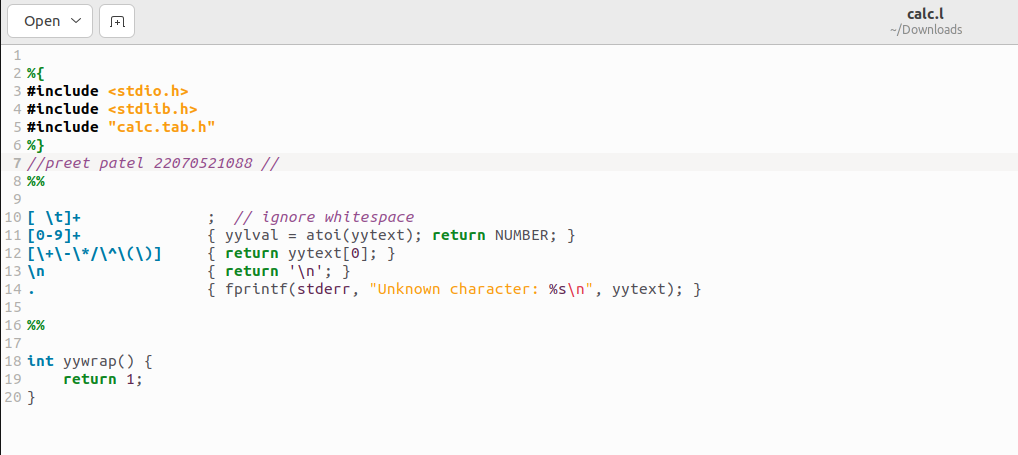 Open
calc.l
~/Downloads
1
2 %{
3 #include <stdio.h>
4 #include <stdlib.h>
5 #include "calc.tab.h"
6 %}
7 //preet patel 22070521088 //
8 %%
9
10 [ \t]+              ;  // ignore whitespace
11 [0-9]+              { yylval = atoi(yytext); return NUMBER; }
12 [\+\-\*/\^\(\)]     { return yytext[0]; }
13 \n                  { return '\n'; }
14 .                   { fprintf(stderr, "Unknown character: %s\n", yytext); }
15
16 %%
17
18 int yywrap() {
19     return 1;
20 }